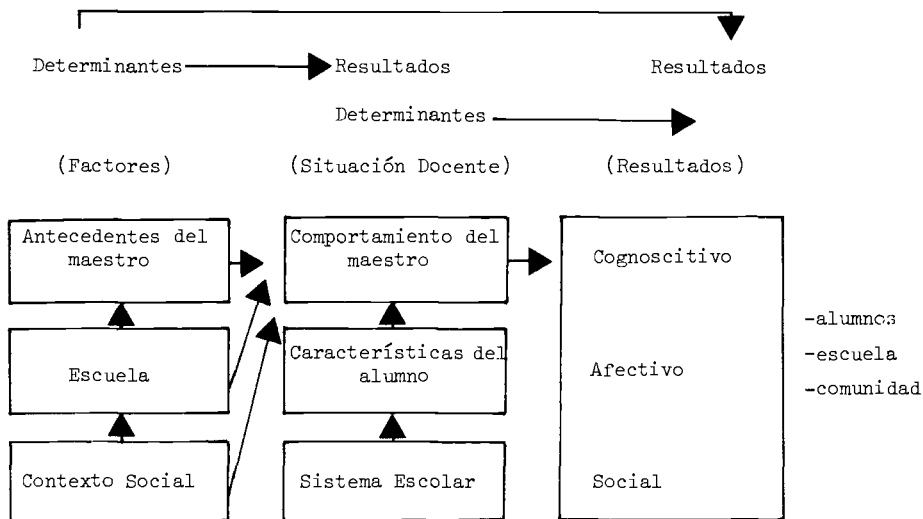 Determinantes Resultados Resultados
Determinantes
(Factores) (Situación Docente) (Resultados)
Antecedentes del
maestro
Comportamiento del
maestro
Cognoscitivo
Escuela
Característícas del
alumno
Afectivo
-alumnos
-escuela
-comunidad
Contexto Social
Sistema Escolar
Social